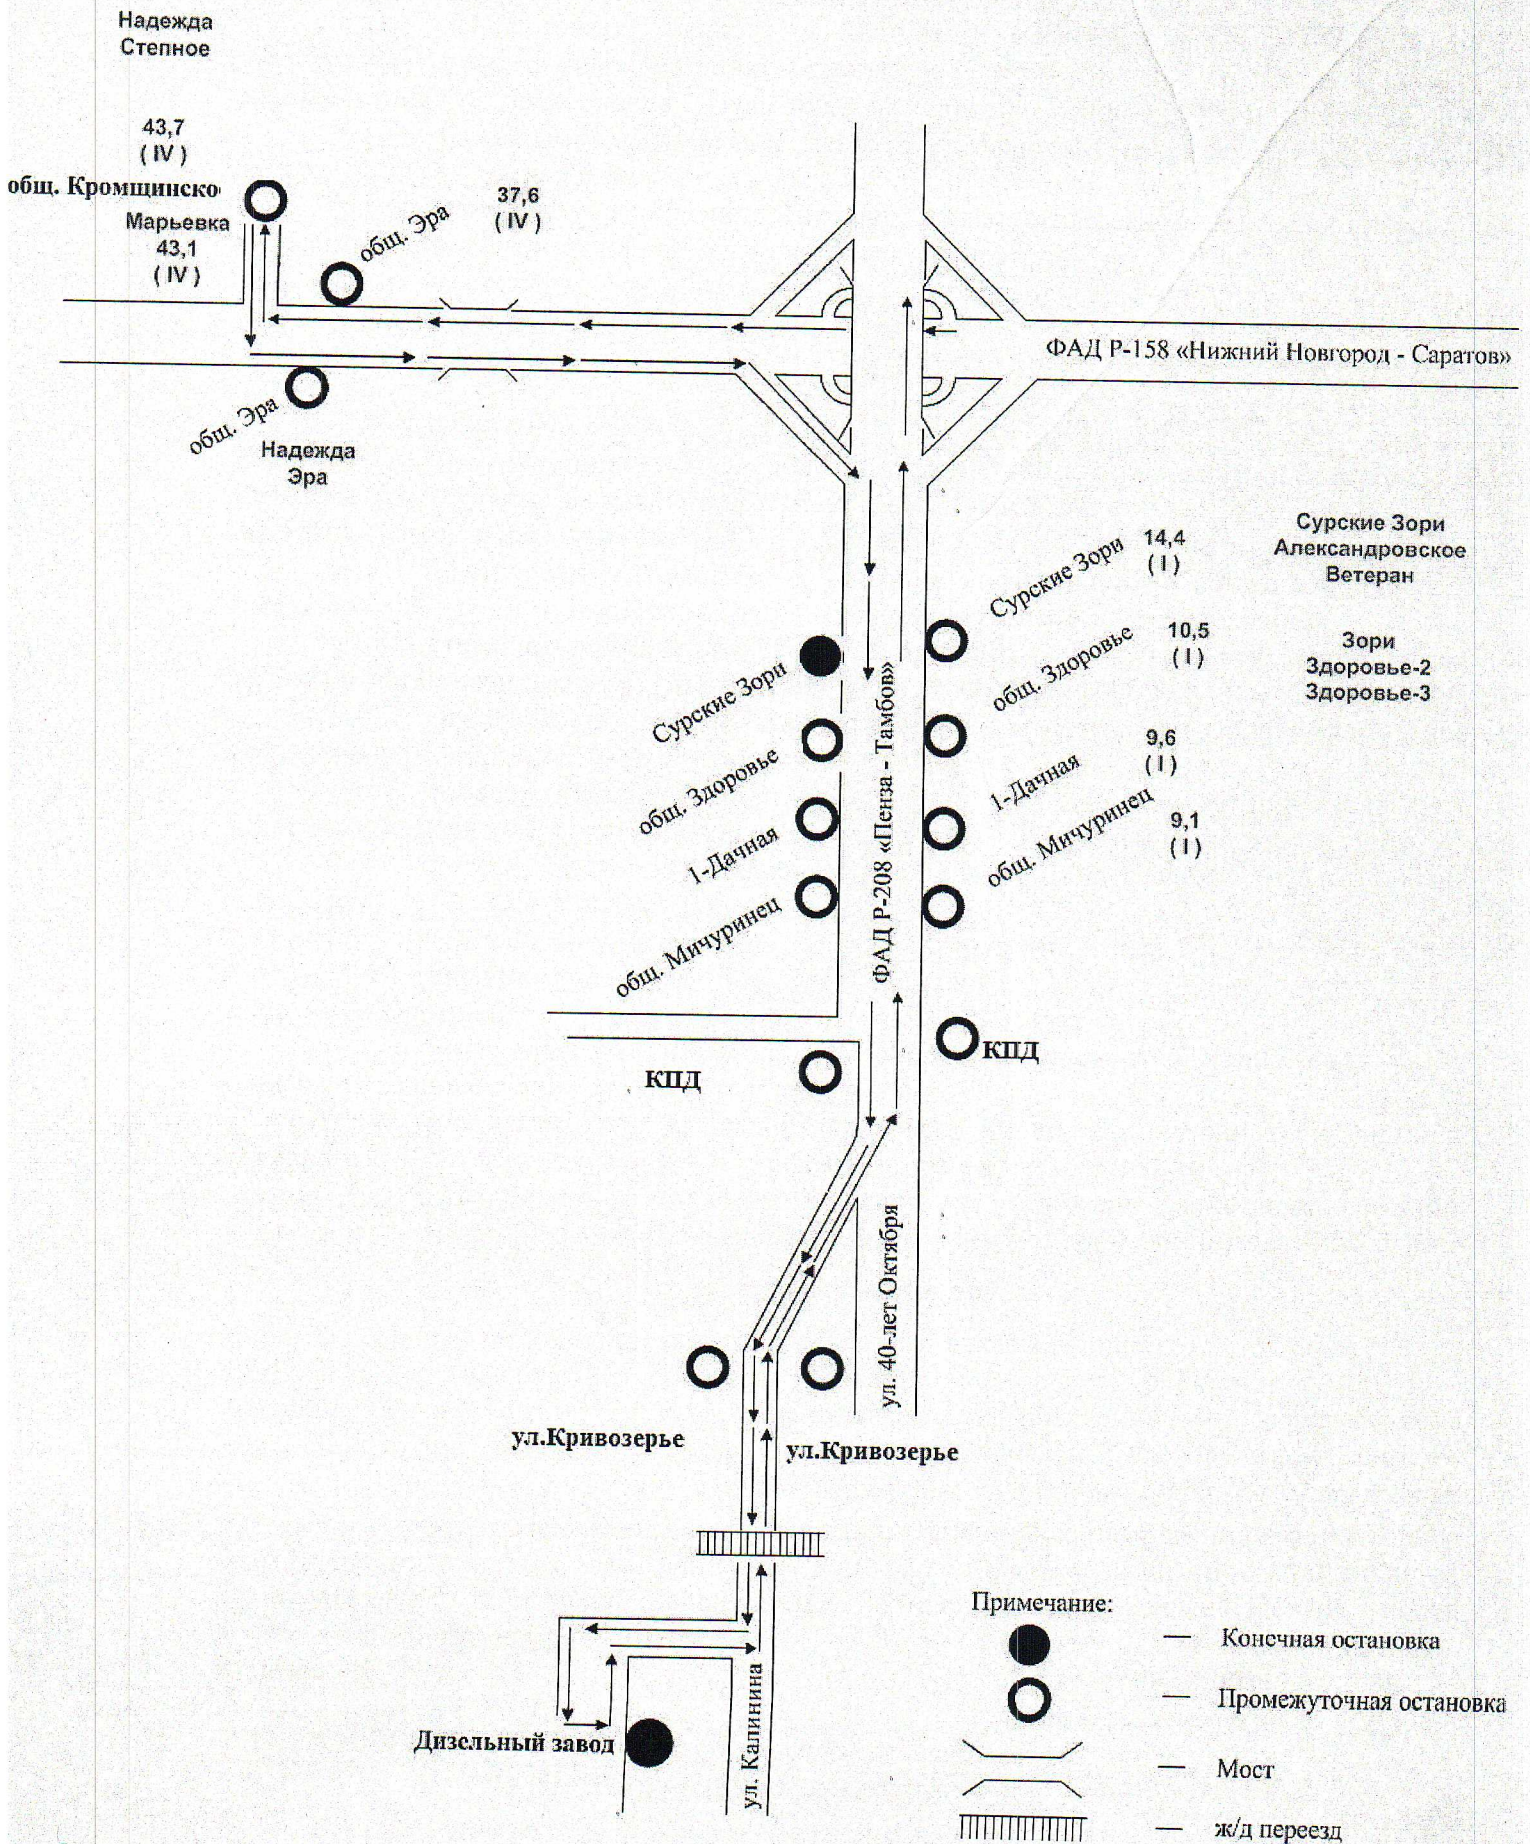 Надежда
Степное
43,7
( IV )
общ. Кромщинско
Марьевка
43,1
( IV )
общ. Эра
37,6
( IV )
ФАД Р-158 «Нижний Новгород - Саратов»
общ. Эра
Надежда
Эра
Сурские Зори
14,4
( I )
Сурские Зори
Александровское
Ветеран
общ. Здоровье
10,5
( I )
Зори
Здоровье-2
Здоровье-3
Сурские Зори
общ. Здоровье
1-Дачная
общ. Мичуринец
ФАД Р-208 «Пенза - Тамбов»
1-Дачная
9,6
( I )
общ. Мичуринец
9,1
( I )
КПД
КПД
ул. 40-лет Октября
ул.Кривозерье
ул.Кривозерье
Дизельный завод
ул. Калинина
Примечание:
— Конечная остановка
— Промежуточная остановка
— Мост
— ж/д переезд